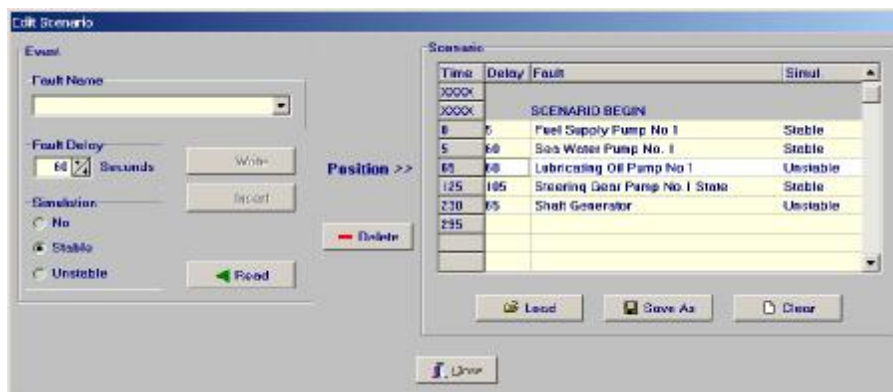 Edit Scenario
Event
Fault Name
Fault Delay
60 Seconds
Write
Insert
Simulation
No
Stable
Unstable
Read
Position >>
Delete
Scenario
Time Delay Fault Simul.
XXXX
XXXX SCENARIO BEGIN
0 5 Fuel Supply Pump No 1 Stable
5 60 Sea Water Pump No. 1 Stable
65 60 Lubricating Oil Pump No 1 Unstable
125 105 Steering Gear Pump No. 1 State Stable
230 65 Shaft Generator Unstable
295
Load
Save As
Clear
Close